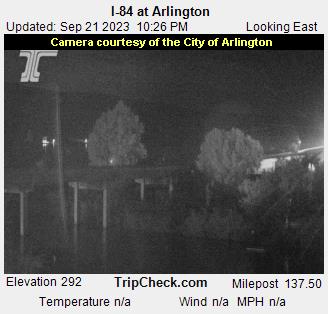 I-84 at Arlington
Updated: Sep 21 2023 10:26 PM Looking East
Camera courtesy of the City of Arlington
Elevation 292 TripCheck.com Milepost 137.50
Temperature n/a Wind n/a MPH n/a